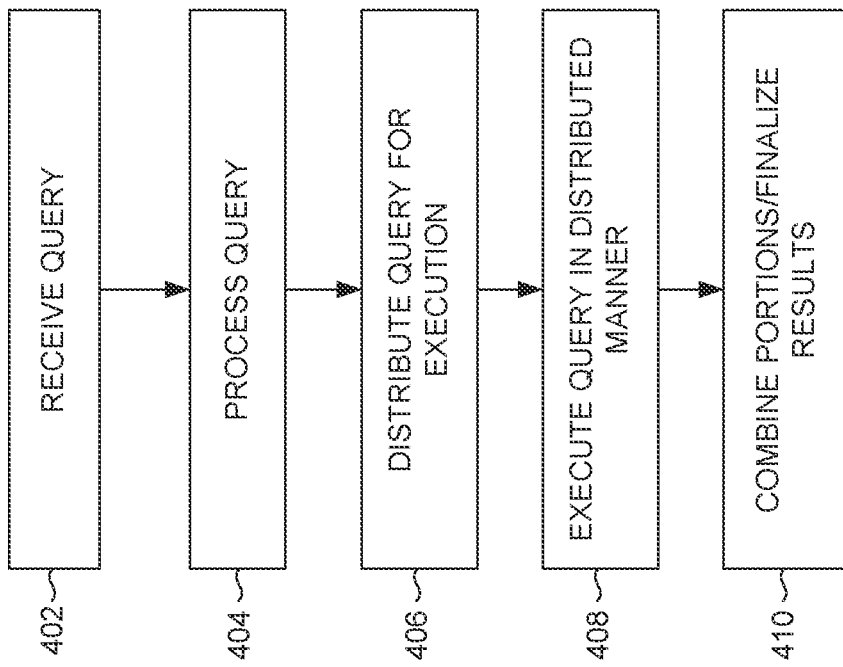 402
RECEIVE QUERY
404
PROCESS QUERY
406
DISTRIBUTE QUERY FOR
EXECUTION
408
EXECUTE QUERY IN DISTRIBUTED
MANNER
410
COMBINE PORTIONS/FINALIZE
RESULTS